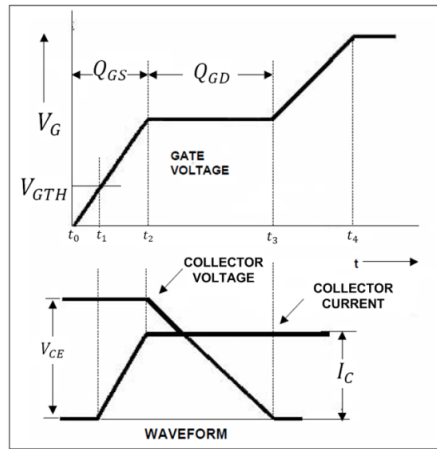 Q_GS
Q_GD
V_G
GATE
VOLTAGE
V_GTH
t_0 t_1 t_2 t_3 t_4
t
COLLECTOR
VOLTAGE
COLLECTOR
CURRENT
V_CE
I_C
WAVEFORM